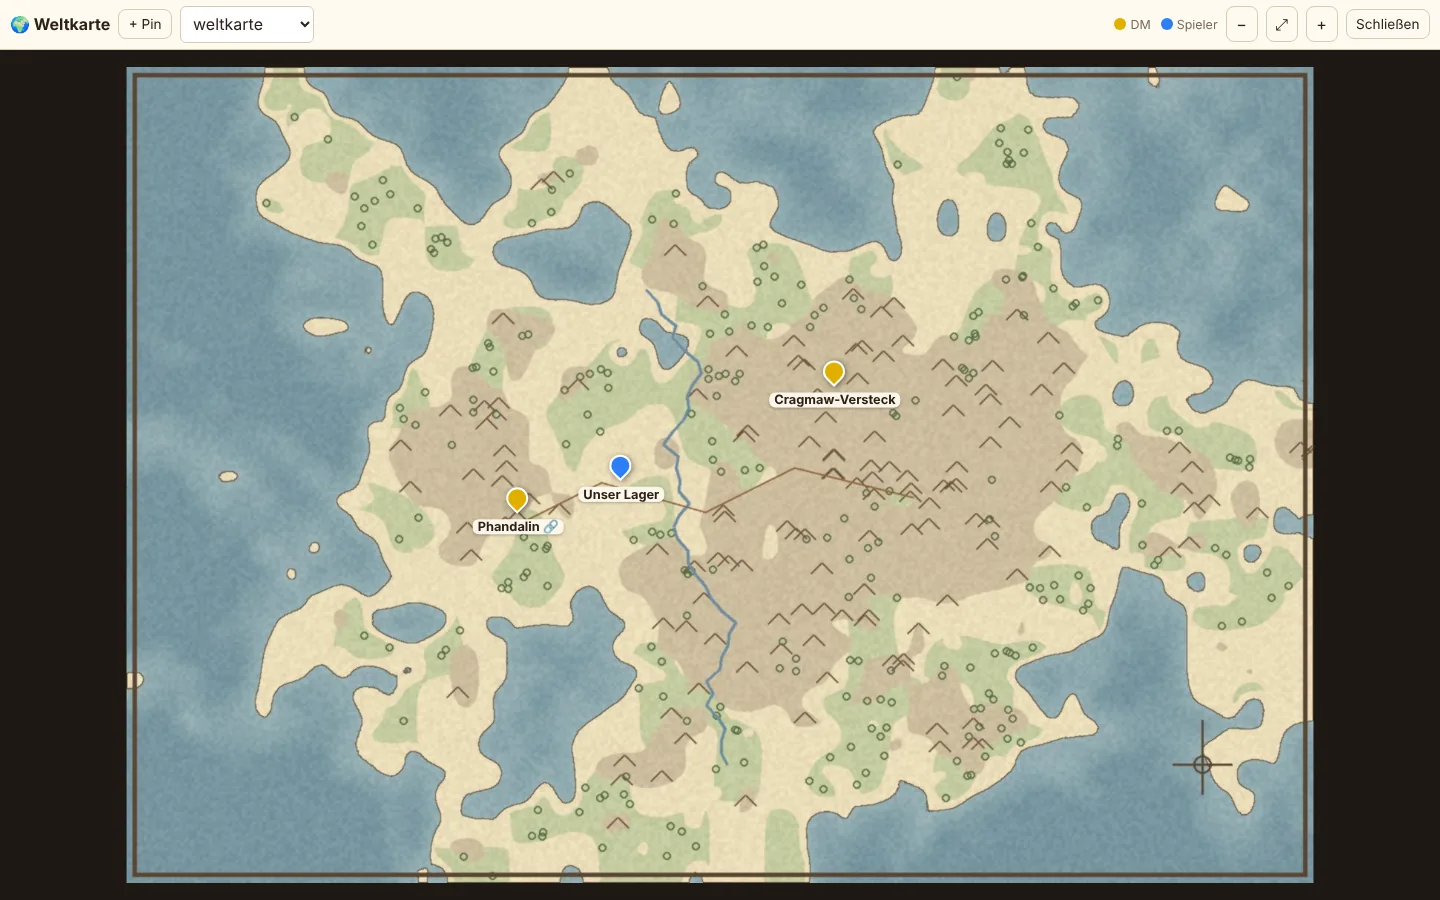 🌍 Weltkarte
+ Pin
weltkarte
DM
Spieler
−
+
Schließen
Cragmaw-Versteck
Unser Lager
Phandalin 🔗